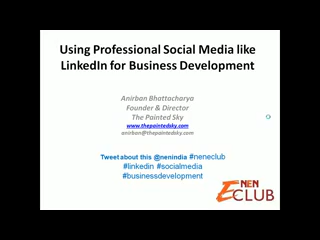 Using Professional Social Media like
LinkedIn for Business Development
Anirban Bhattacharya
Founder & Director
The Painted Sky
www.thepaintedsky.com
anirban@thepaintedsky.com
Tweet about this @nenindia #neneclub
#linkedin #socialmedia
#businessdevelopment
NEN
ECLUB